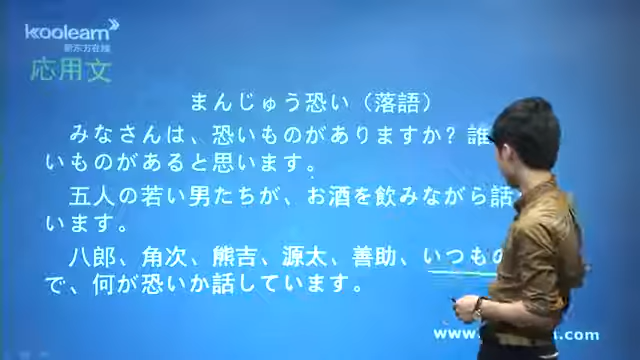 koolearn
新东方在线
応用文
まんじゅう恐い（落語）
みなさんは、恐いものがありますか？誰
いものがあると思います。
五人の若い男たちが、お酒を飲みながら話
います。
八郎、角次、熊吉、源太、善助、いつもの
で、何が恐いか話しています。
www.
.com